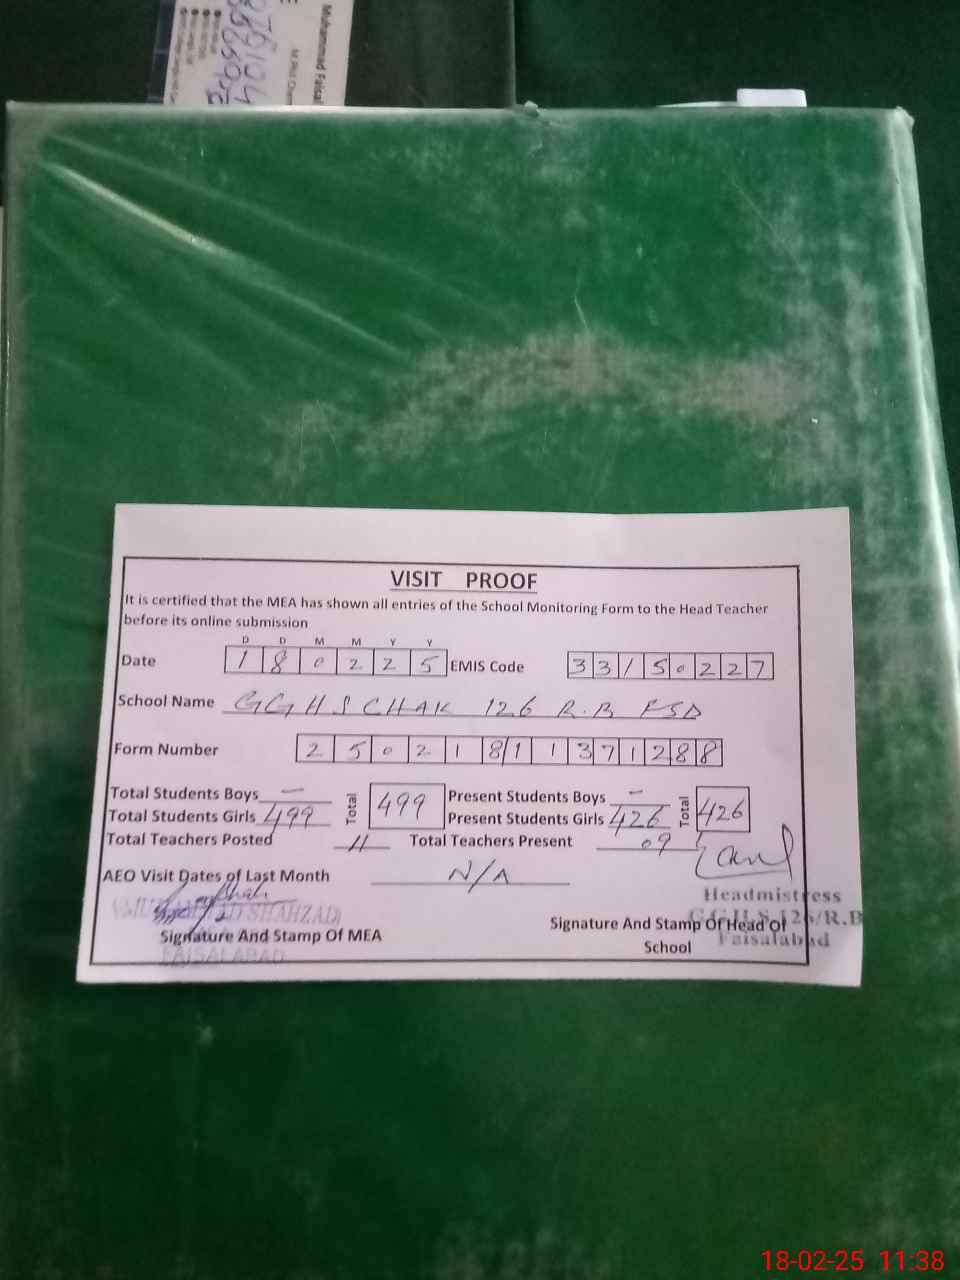 Muhammad Faisal
VISIT PROOF
It is certified that the MEA has shown all entries of the School Monitoring Form to the Head Teacher
before its online submission
D D M M Y Y
Date 1 8 0 2 2 5 EMIS Code 3 3 1 5 0 2 2 7
School Name GGHS CHAK 126 R.B FSD
Form Number 2 5 0 2 1 8 1 1 3 7 1 2 8 8
Total Students Boys — Total 499 Present Students Boys — Total 426
Total Students Girls 499 Present Students Girls 426
Total Teachers Posted 11 Total Teachers Present 09
AEO Visit Dates of Last Month N/A
Headmistress
MUHAMMAD SHAHZAD
G.G.H.S 126/R.B
Signature And Stamp Of MEA Signature And Stamp Of Head Of
School
Faisalabad
FAISALABAD
18-02-25 11:38